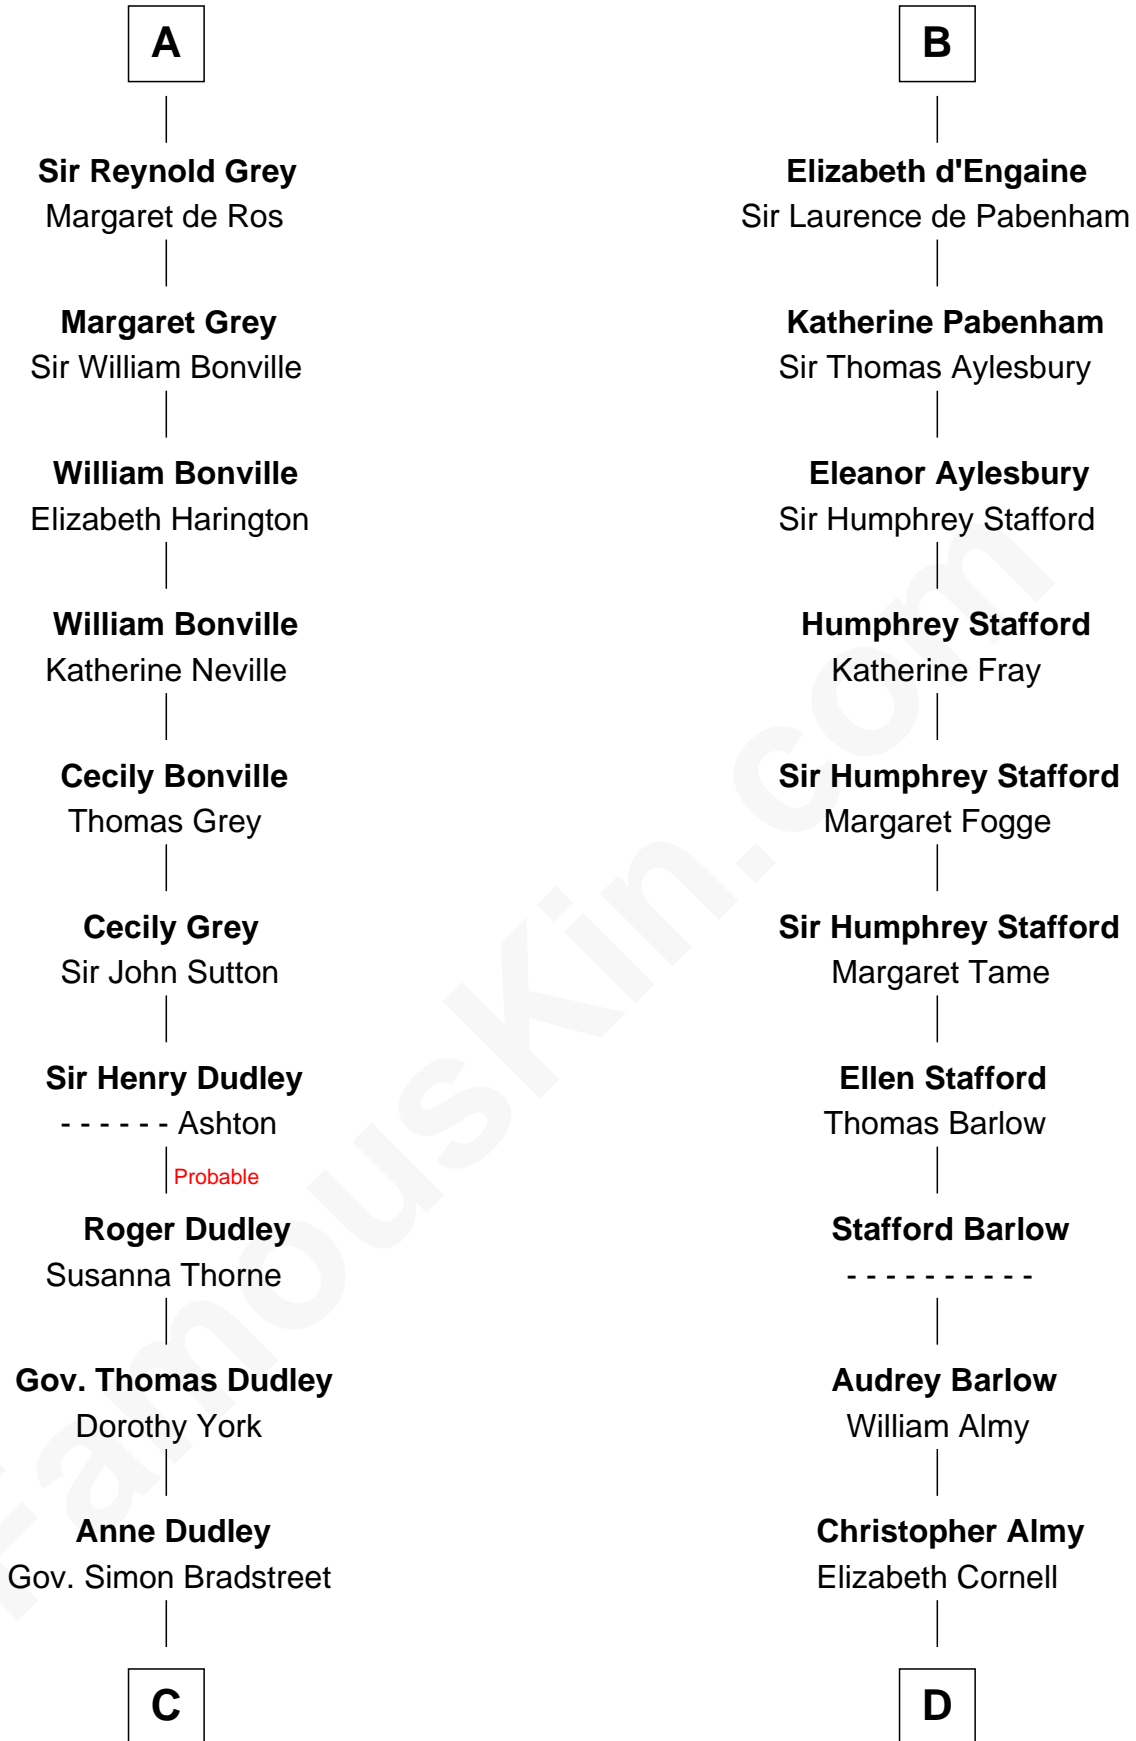 A
Sir Reynold Grey
Margaret de Ros
Margaret Grey
Sir William Bonville
William Bonville
Elizabeth Harington
William Bonville
Katherine Neville
Cecily Bonville
Thomas Grey
Cecily Grey
Sir John Sutton
Sir Henry Dudley
- - - - - - Ashton
Probable
Roger Dudley
Susanna Thorne
Gov. Thomas Dudley
Dorothy York
Anne Dudley
Gov. Simon Bradstreet
C
B
Elizabeth d'Engaine
Sir Laurence de Pabenham
Katherine Pabenham
Sir Thomas Aylesbury
Eleanor Aylesbury
Sir Humphrey Stafford
Humphrey Stafford
Katherine Fray
Sir Humphrey Stafford
Margaret Fogge
Sir Humphrey Stafford
Margaret Tame
Ellen Stafford
Thomas Barlow
Stafford Barlow
- - - - - - - - - -
Audrey Barlow
William Almy
Christopher Almy
Elizabeth Cornell
D
FamousKin.com